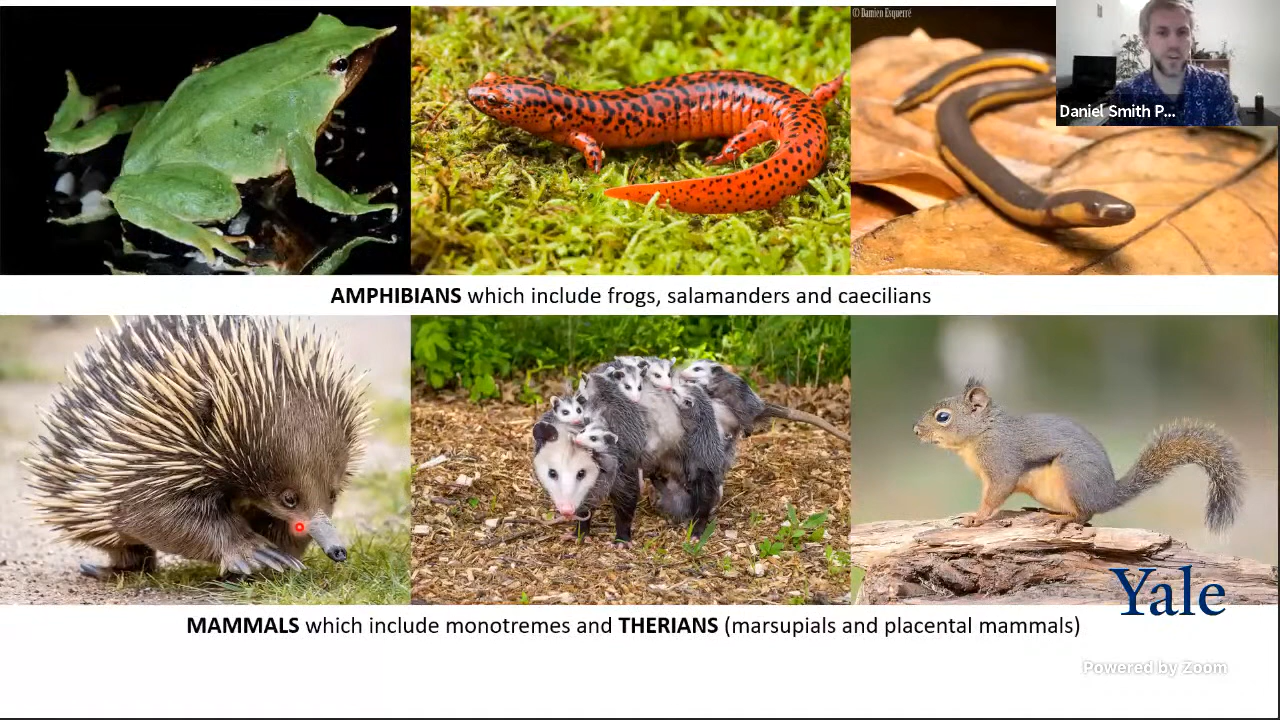 © Damien Esquerré
Daniel Smith P...
AMPHIBIANS which include frogs, salamanders and caecilians
Yale
MAMMALS which include monotremes and THERIANS (marsupials and placental mammals)
Powered by Zoom